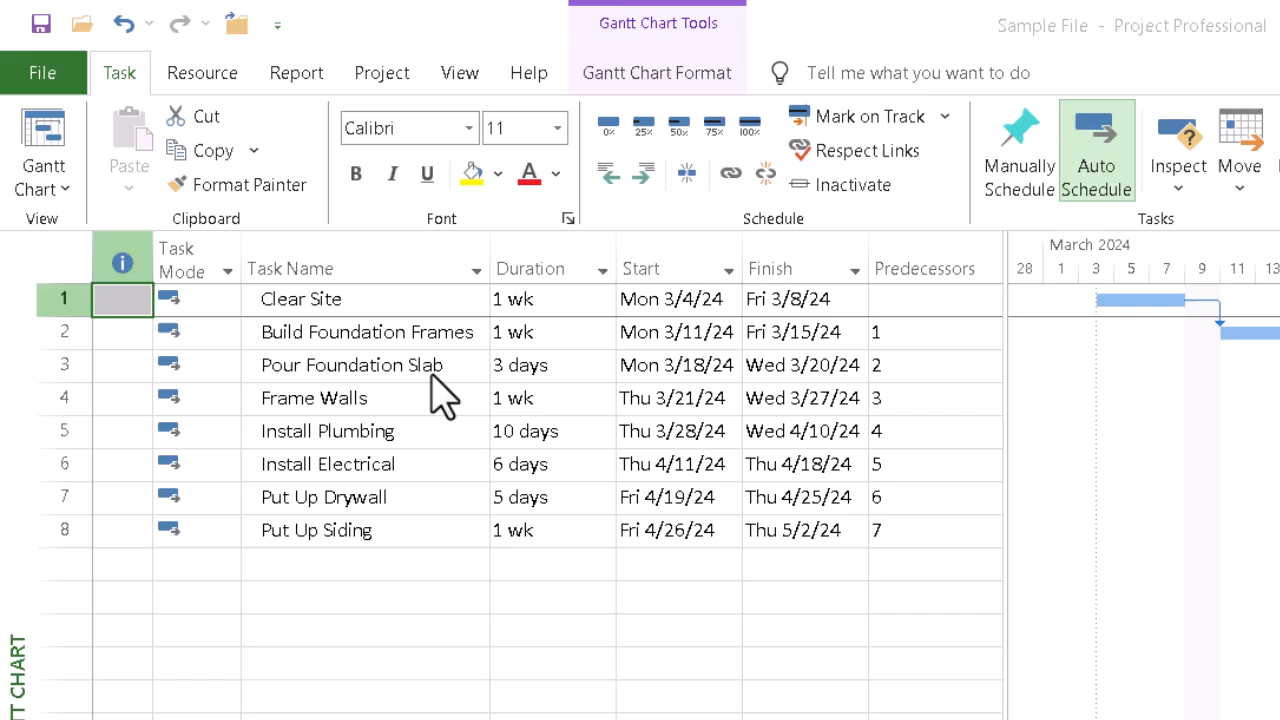 Gantt Chart Tools
Sample File - Project Professional
File Task Resource Report Project View Help Gantt Chart Format Tell me what you want to do
Gantt Chart
View
Paste
Cut
Copy
Format Painter
Clipboard
Calibri 11
B I U A
Font
0% 25% 50% 75% 100%
Mark on Track
Respect Links
Inactivate
Schedule
Manually Schedule
Auto Schedule
Inspect
Move
Tasks
Task Mode Task Name Duration Start Finish Predecessors
March 2024
28 1 3 5 7 9 11 13
1 Clear Site 1 wk Mon 3/4/24 Fri 3/8/24
2 Build Foundation Frames 1 wk Mon 3/11/24 Fri 3/15/24 1
3 Pour Foundation Slab 3 days Mon 3/18/24 Wed 3/20/24 2
4 Frame Walls 1 wk Thu 3/21/24 Wed 3/27/24 3
5 Install Plumbing 10 days Thu 3/28/24 Wed 4/10/24 4
6 Install Electrical 6 days Thu 4/11/24 Thu 4/18/24 5
7 Put Up Drywall 5 days Fri 4/19/24 Thu 4/25/24 6
8 Put Up Siding 1 wk Fri 4/26/24 Thu 5/2/24 7
TT CHART